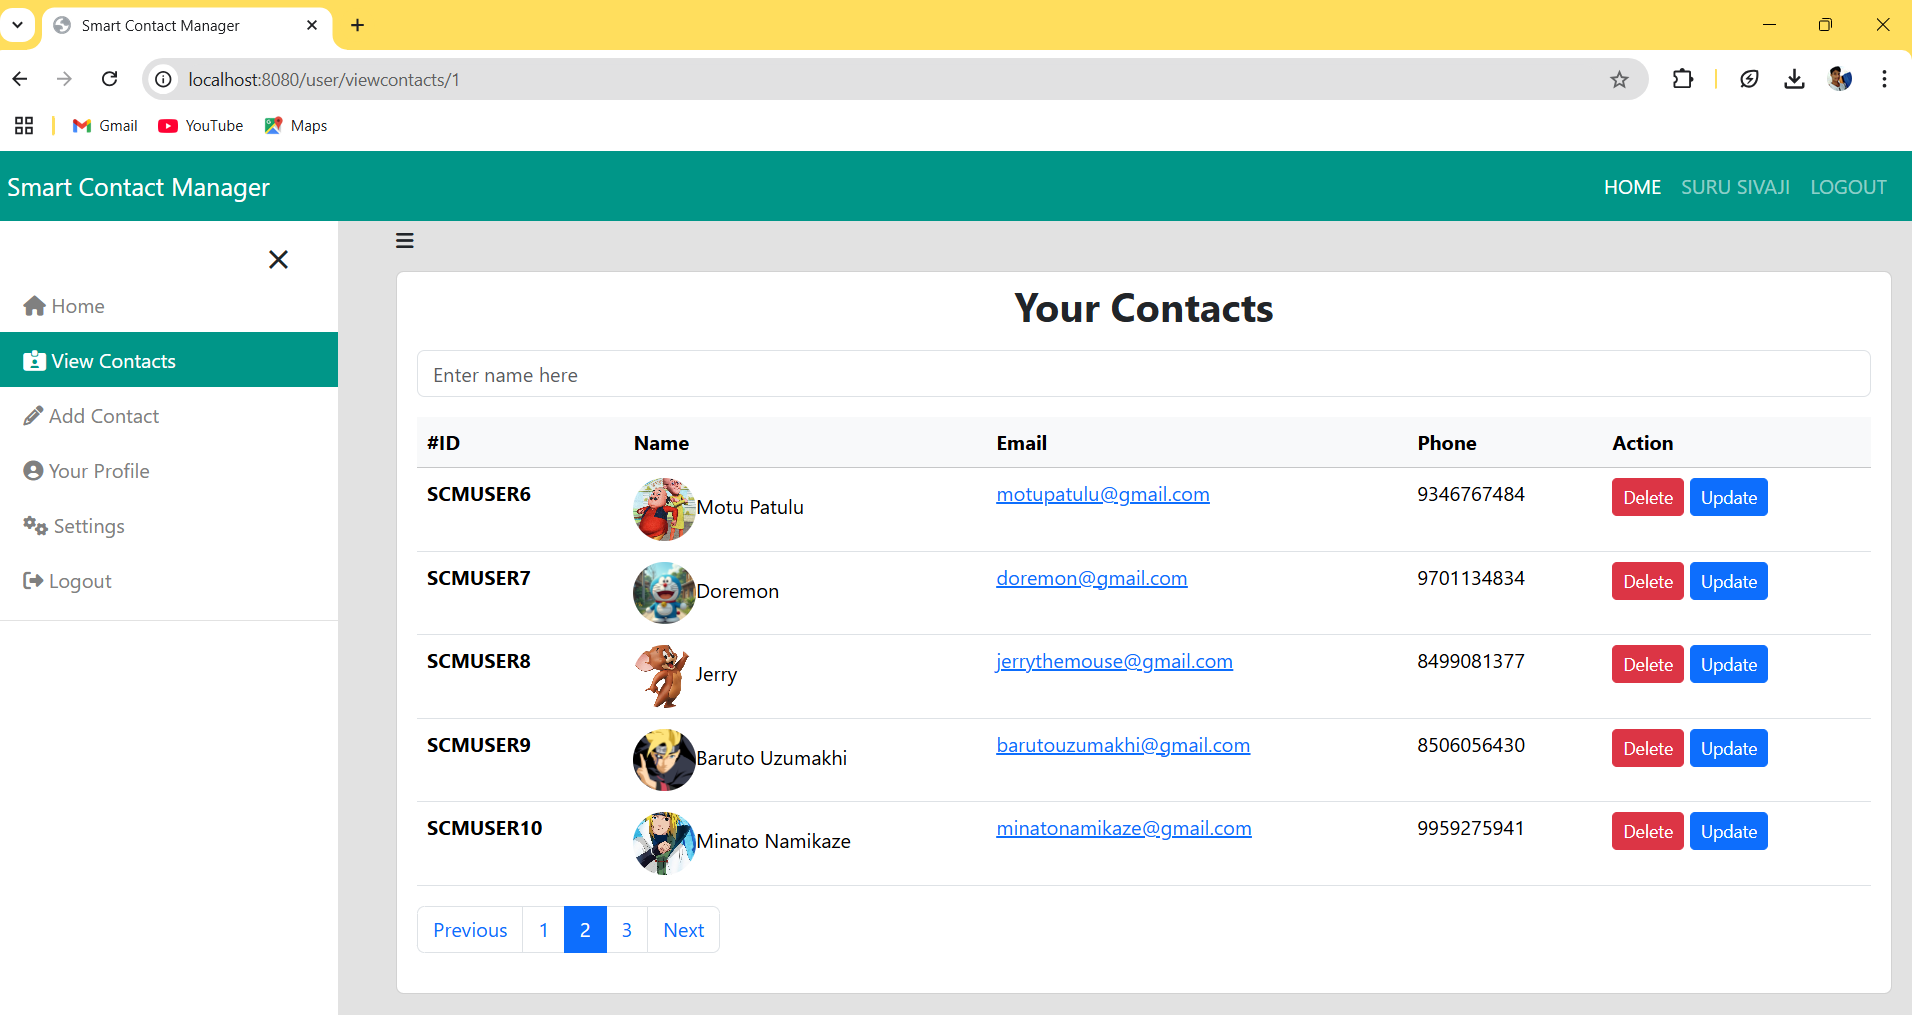 Smart Contact Manager
localhost:8080/user/viewcontacts/1
Gmail YouTube Maps
Smart Contact Manager HOME SURU SIVAJI LOGOUT
Home
View Contacts
Add Contact
Your Profile
Settings
Logout
Your Contacts
Enter name here
#ID Name Email Phone Action
SCMUSER6 Motu Patulu motupatulu@gmail.com 9346767484 Delete Update
SCMUSER7 Doremon doremon@gmail.com 9701134834 Delete Update
SCMUSER8 Jerry jerrythemouse@gmail.com 8499081377 Delete Update
SCMUSER9 Baruto Uzumakhi barutouzumakhi@gmail.com 8506056430 Delete Update
SCMUSER10 Minato Namikaze minatonamikaze@gmail.com 9959275941 Delete Update
Previous 1 2 3 Next